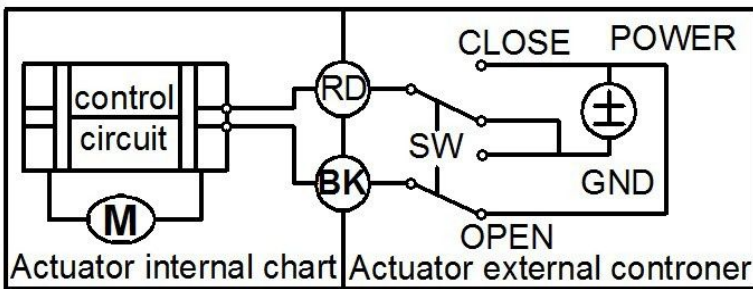 CLOSE POWER
control
circuit
RD
SW
BK
GND
M
OPEN
Actuator internal chart
Actuator external controner